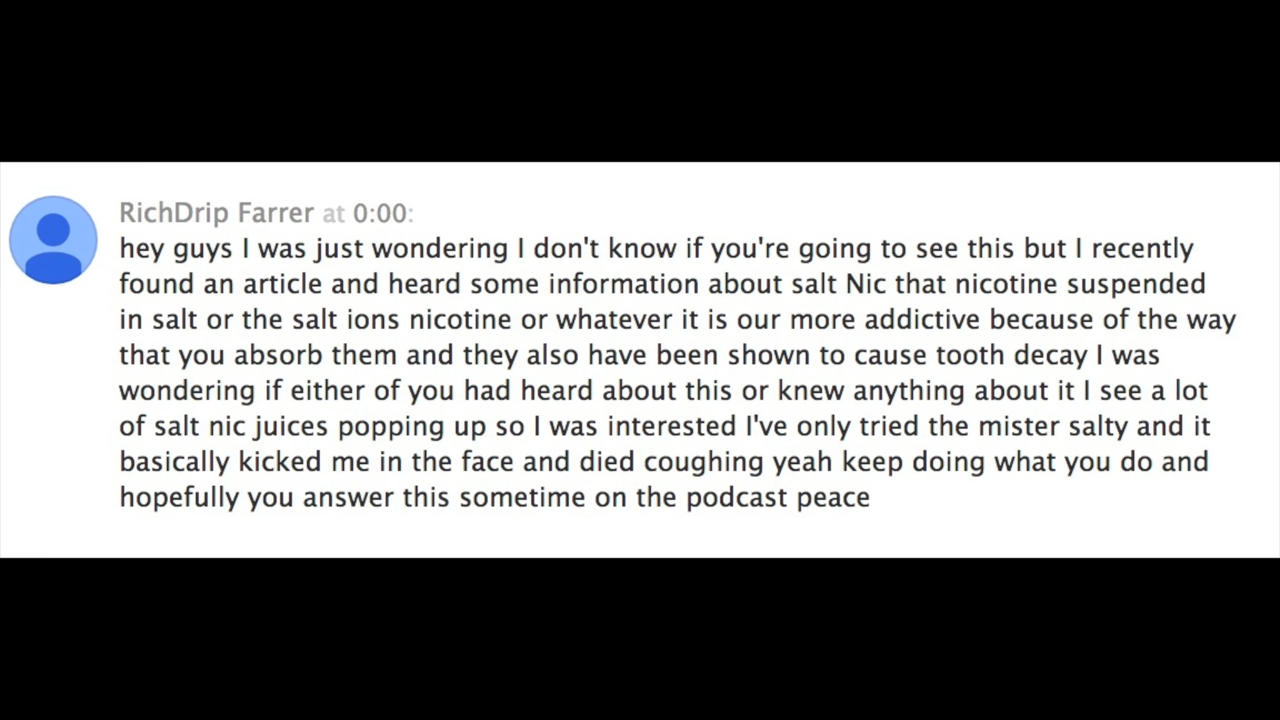 RichDrip Farrer at 0:00:
hey guys I was just wondering I don't know if you're going to see this but I recently
found an article and heard some information about salt Nic that nicotine suspended
in salt or the salt ions nicotine or whatever it is our more addictive because of the way
that you absorb them and they also have been shown to cause tooth decay I was
wondering if either of you had heard about this or knew anything about it I see a lot
of salt nic juices popping up so I was interested I've only tried the mister salty and it
basically kicked me in the face and died coughing yeah keep doing what you do and
hopefully you answer this sometime on the podcast peace